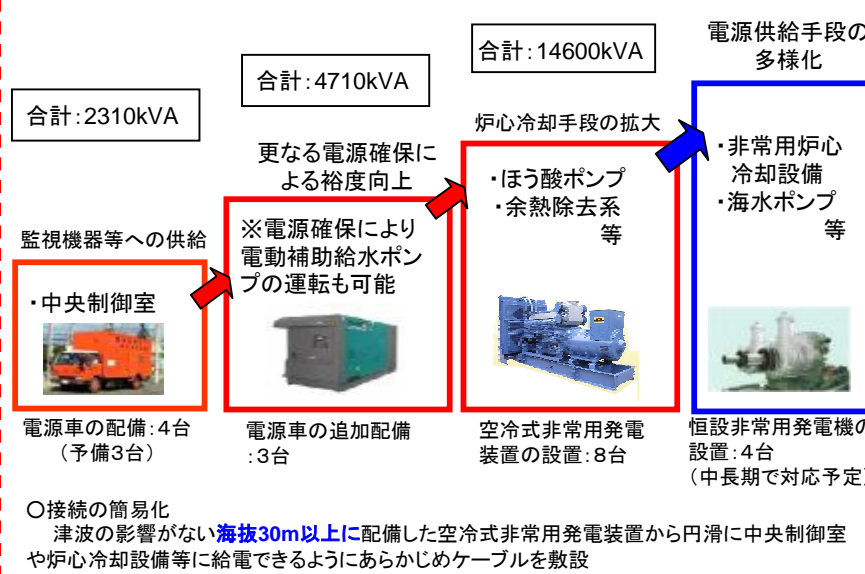 合計:2310kVA
監視機器等への供給
・中央制御室
電源車の配備:4台
(予備3台)
合計:4710kVA
更なる電源確保に
よる裕度向上
※電源確保により
電動補助給水ポン
プの運転も可能
電源車の追加配備
:3台
合計:14600kVA
炉心冷却手段の拡大
・ほう酸ポンプ
・余熱除去系
等
空冷式非常用発電
装置の設置:8台
電源供給手段の
多様化
・非常用炉心
冷却設備
・海水ポンプ
等
恒設非常用発電機の
設置:4台
(中長期で対応予定)
〇接続の簡易化
津波の影響がない海抜30m以上に配備した空冷式非常用発電装置から円滑に中央制御室
や炉心冷却設備等に給電できるようにあらかじめケーブルを敷設